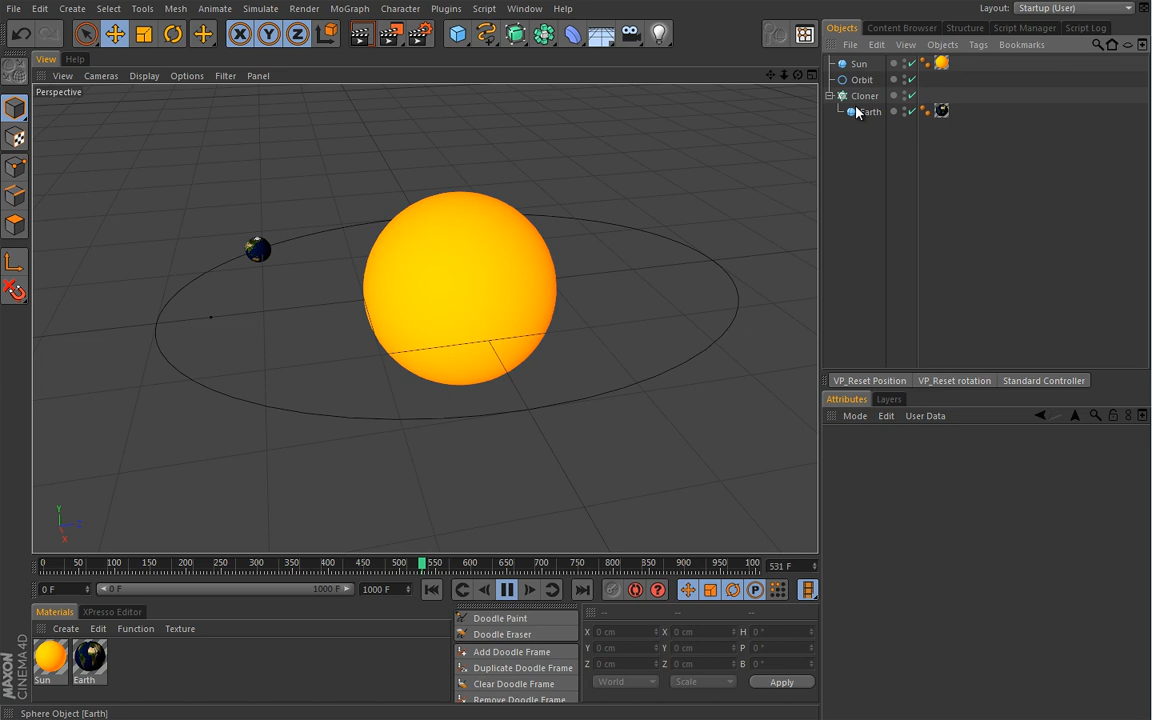 File Edit Create Select Tools Mesh Animate Simulate Render MoGraph Character Plugins Script Window Help Layout: Startup (User)
Objects Content Browser Structure Script Manager Script Log
View Help
File Edit View Objects Tags Bookmarks
View Cameras Display Options Filter Panel
Perspective
Sun
Orbit
Cloner
Earth
VP_Reset Position VP_Reset rotation Standard Controller
Attributes Layers
Mode Edit User Data
Y
Z
X
0 50 100 150 200 250 300 350 400 450 500 550 600 650 700 750 800 850 900 950 100 531 F
0 F 0 F 1000 F 1000 F
Materials XPresso Editor
Create Edit Function Texture
Sun Earth
Doodle Paint
Doodle Eraser
Add Doodle Frame
Duplicate Doodle Frame
Clear Doodle Frame
Remove Doodle Frame
-- -- --
X 0 cm X 0 cm H 0 °
Y 0 cm Y 0 cm P 0 °
Z 0 cm Z 0 cm B 0 °
World Scale Apply
MAXON
CINEMA 4D
Sphere Object [Earth]